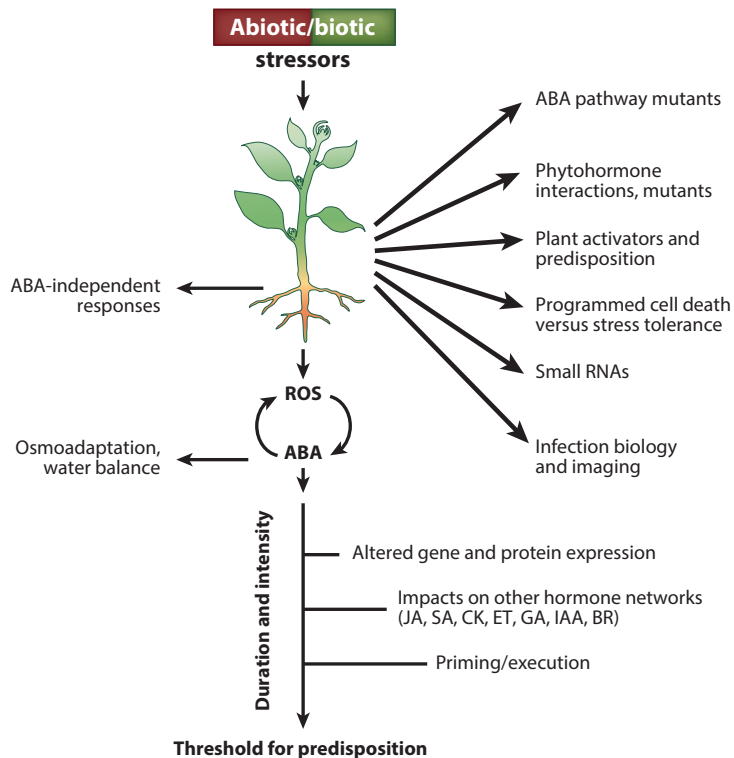 Abiotic/biotic
stressors
ABA pathway mutants
Phytohormone
interactions, mutants
Plant activators and
predisposition
Programmed cell death
versus stress tolerance
Small RNAs
Infection biology
and imaging
ABA-independent
responses
ROS
ABA
Osmoadaptation,
water balance
Duration and intensity
Altered gene and protein expression
Impacts on other hormone networks
(JA, SA, CK, ET, GA, IAA, BR)
Priming/execution
Threshold for predisposition